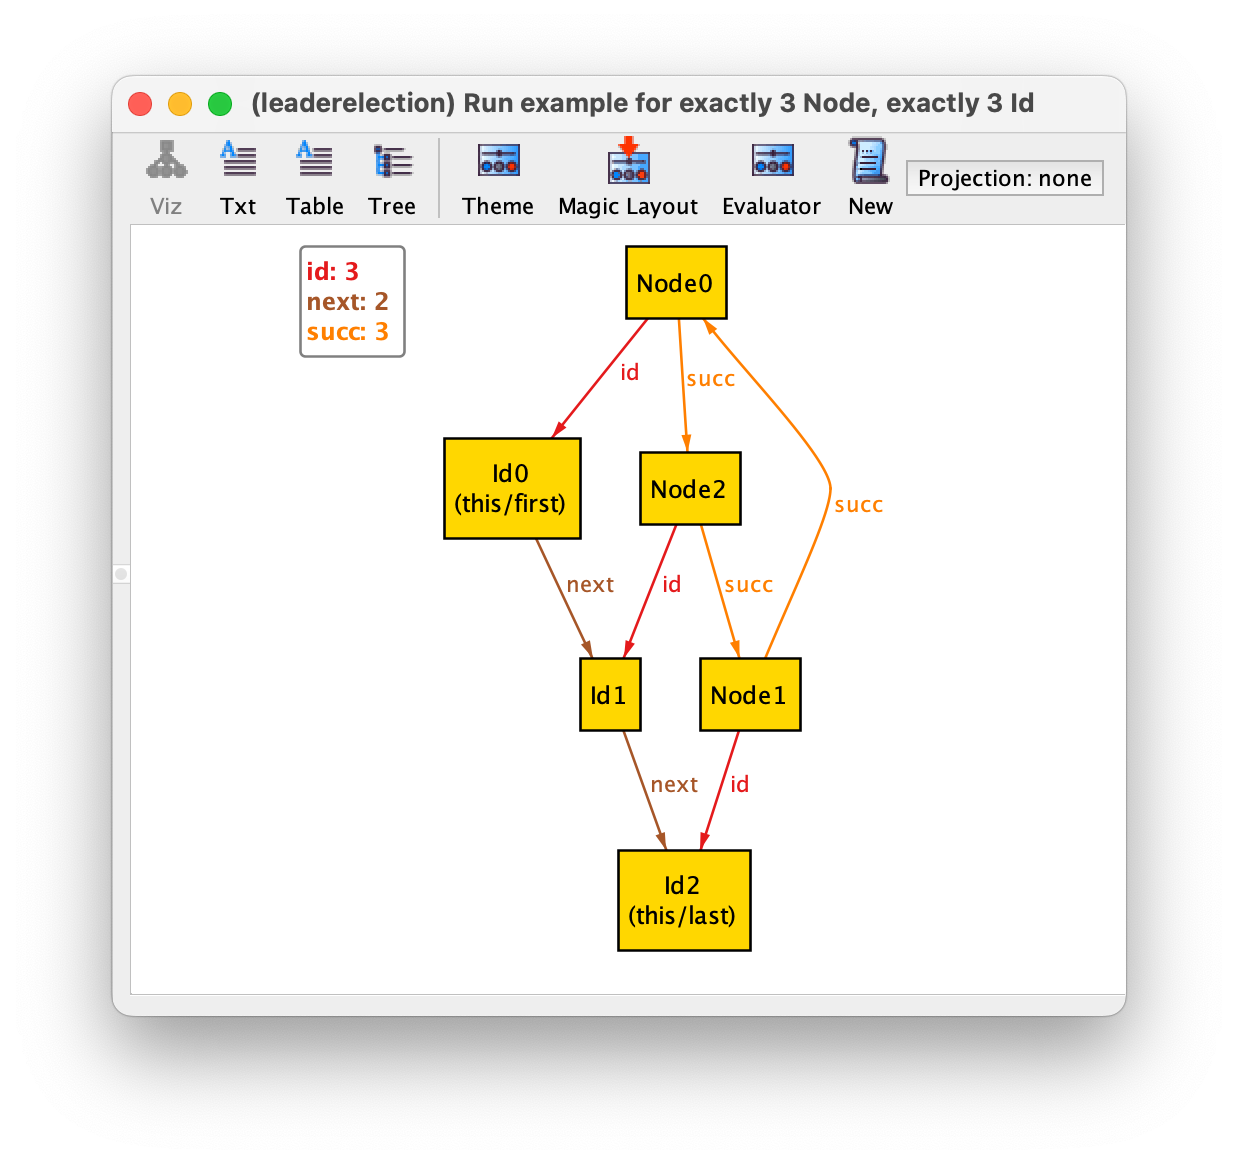 (leaderelection) Run example for exactly 3 Node, exactly 3 Id
Viz Txt Table Tree Theme Magic Layout Evaluator New Projection: none
id: 3
next: 2
succ: 3
Node0
id
succ
Id0
(this/first)
Node2
succ
next
id
succ
Id1
Node1
next
id
Id2
(this/last)